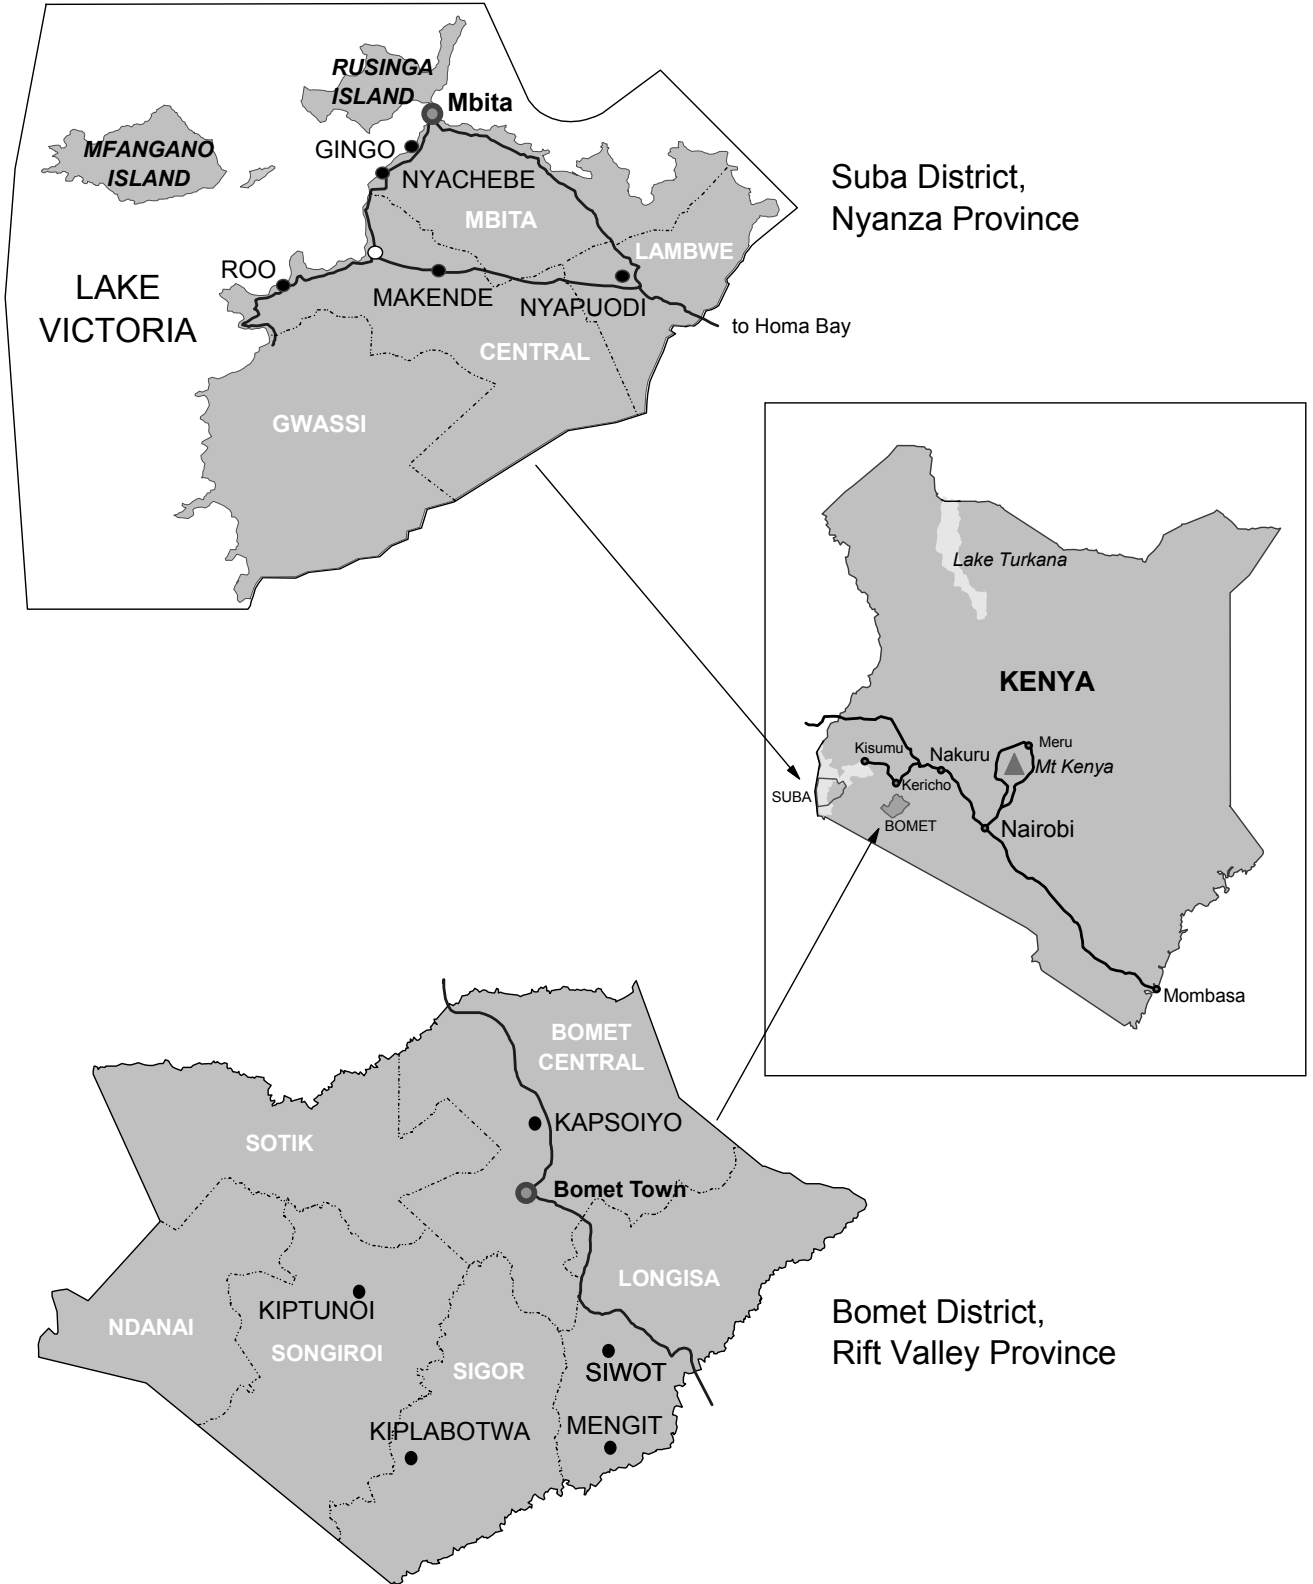 RUSINGA
ISLAND
Mbita
MFANGANO
ISLAND
GINGO
NYACHEBE
MBITA
LAMBWE
ROO
LAKE
VICTORIA
MAKENDE
NYAPUODI
to Homa Bay
CENTRAL
GWASSI
Suba District,
Nyanza Province
Lake Turkana
KENYA
Kisumu
Nakuru
Meru
Mt Kenya
SUBA
Kericho
BOMET
Nairobi
Mombasa
BOMET
CENTRAL
KAPSOIYO
SOTIK
Bomet Town
LONGISA
KIPTUNOI
NDANAI
SONGIROI
SIGOR
SIWOT
KIPLABOTWA
MENGIT
Bomet District,
Rift Valley Province